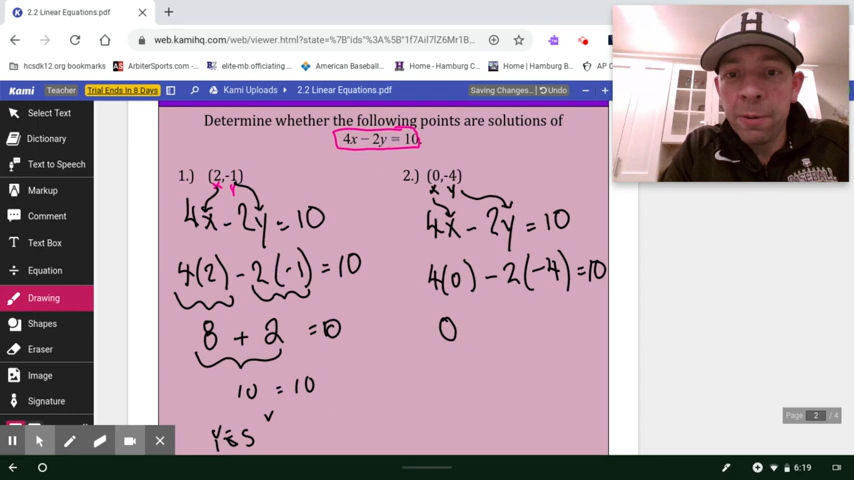 2.2 Linear Equations.pdf
web.kamihq.com/web/viewer.html?state=%7B"ids"%3A%5B"1f7Ai7lZ6Mr1B...
hcsdk12.org bookmarks ArbiterSports.com elite-mb.officiating... American Baseball... Home - Hamburg C... Home | Hamburg B... AP C
Kami Teacher Trial Ends In 8 Days Kami Uploads 2.2 Linear Equations.pdf Saving Changes... Undo
Select Text
Dictionary
Text to Speech
Markup
Comment
Text Box
Equation
Drawing
Shapes
Eraser
Image
Signature
Determine whether the following points are solutions of
4x – 2y = 10.
1.) (2,-1)
x y
4x - 2y = 10
4(2) - 2(-1) = 10
8 + 2 = 10
10 = 10
YES
2.) (0,-4)
x y
4x - 2y = 10
4(0) - 2(-4) = 10
0
H
BASEBALL
Page 2 / 4
6:19